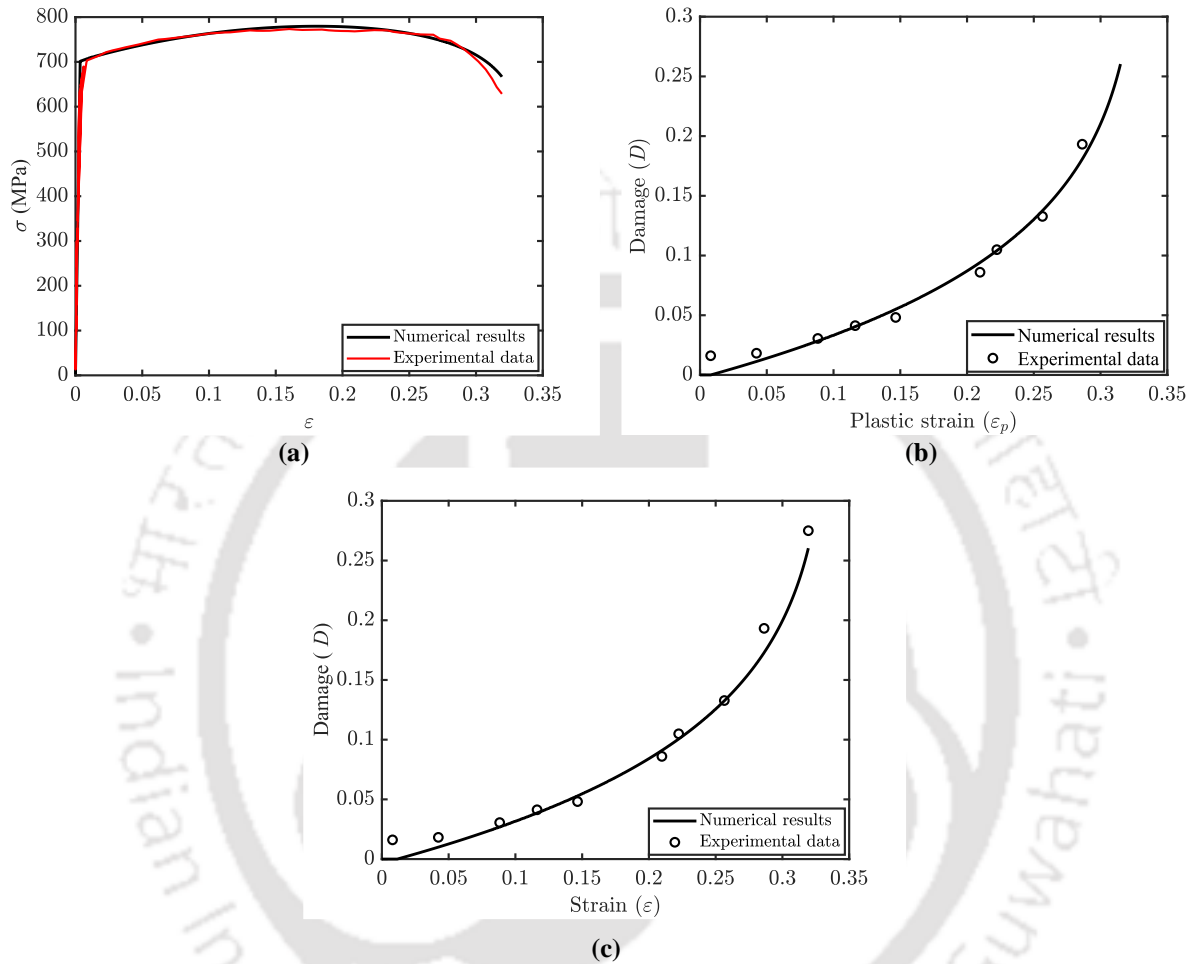 800
700
600
500
400
300
200
100
0
σ (MPa)
0 0.05 0.1 0.15 0.2 0.25 0.3 0.35
ε
Numerical results
Experimental data
(a)
0.3
0.25
0.2
0.15
0.1
0.05
0
Damage (D)
0 0.05 0.1 0.15 0.2 0.25 0.3 0.35
Plastic strain (εₚ)
Numerical results
Experimental data
(b)
0.3
0.25
0.2
0.15
0.1
0.05
0
Damage ( D)
0 0.05 0.1 0.15 0.2 0.25 0.3 0.35
Strain (ε)
Numerical results
Experimental data
(c)
Indian In
Guwahati